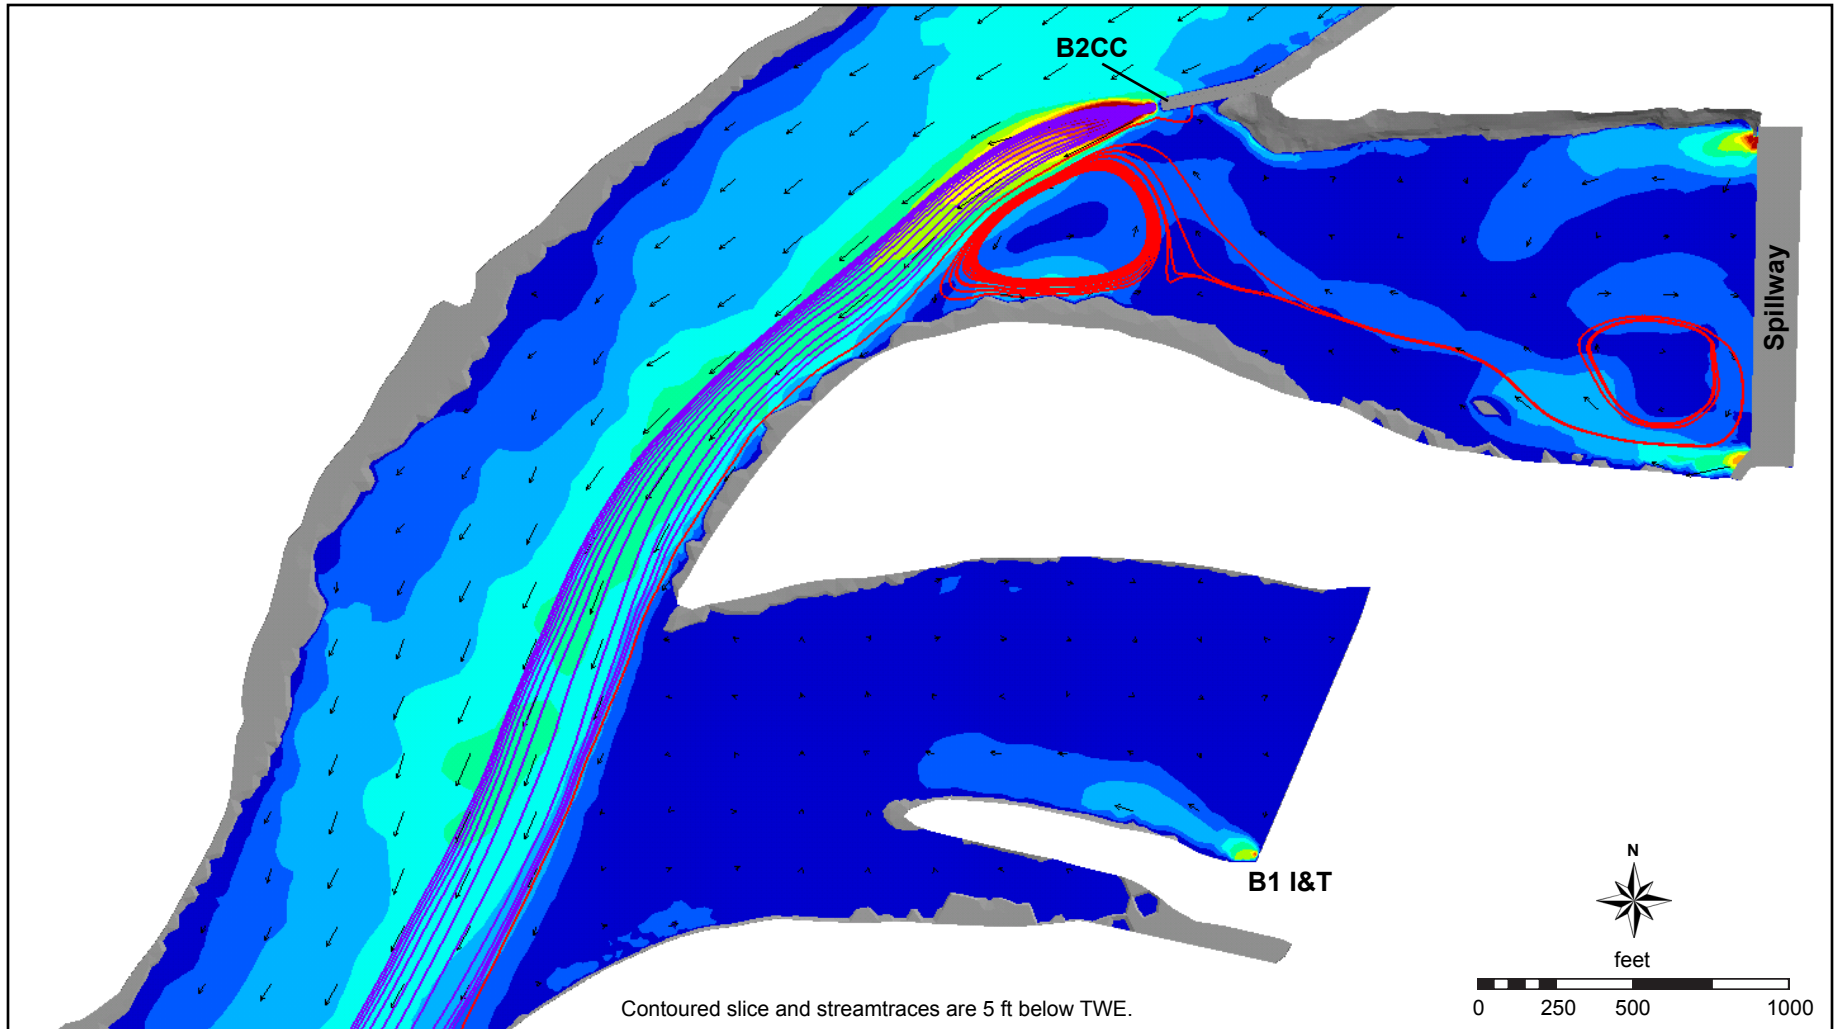 B2CC
Spillway
B1 I&T
N
feet
0 250 500 1000
Contoured slice and streamtraces are 5 ft below TWE.